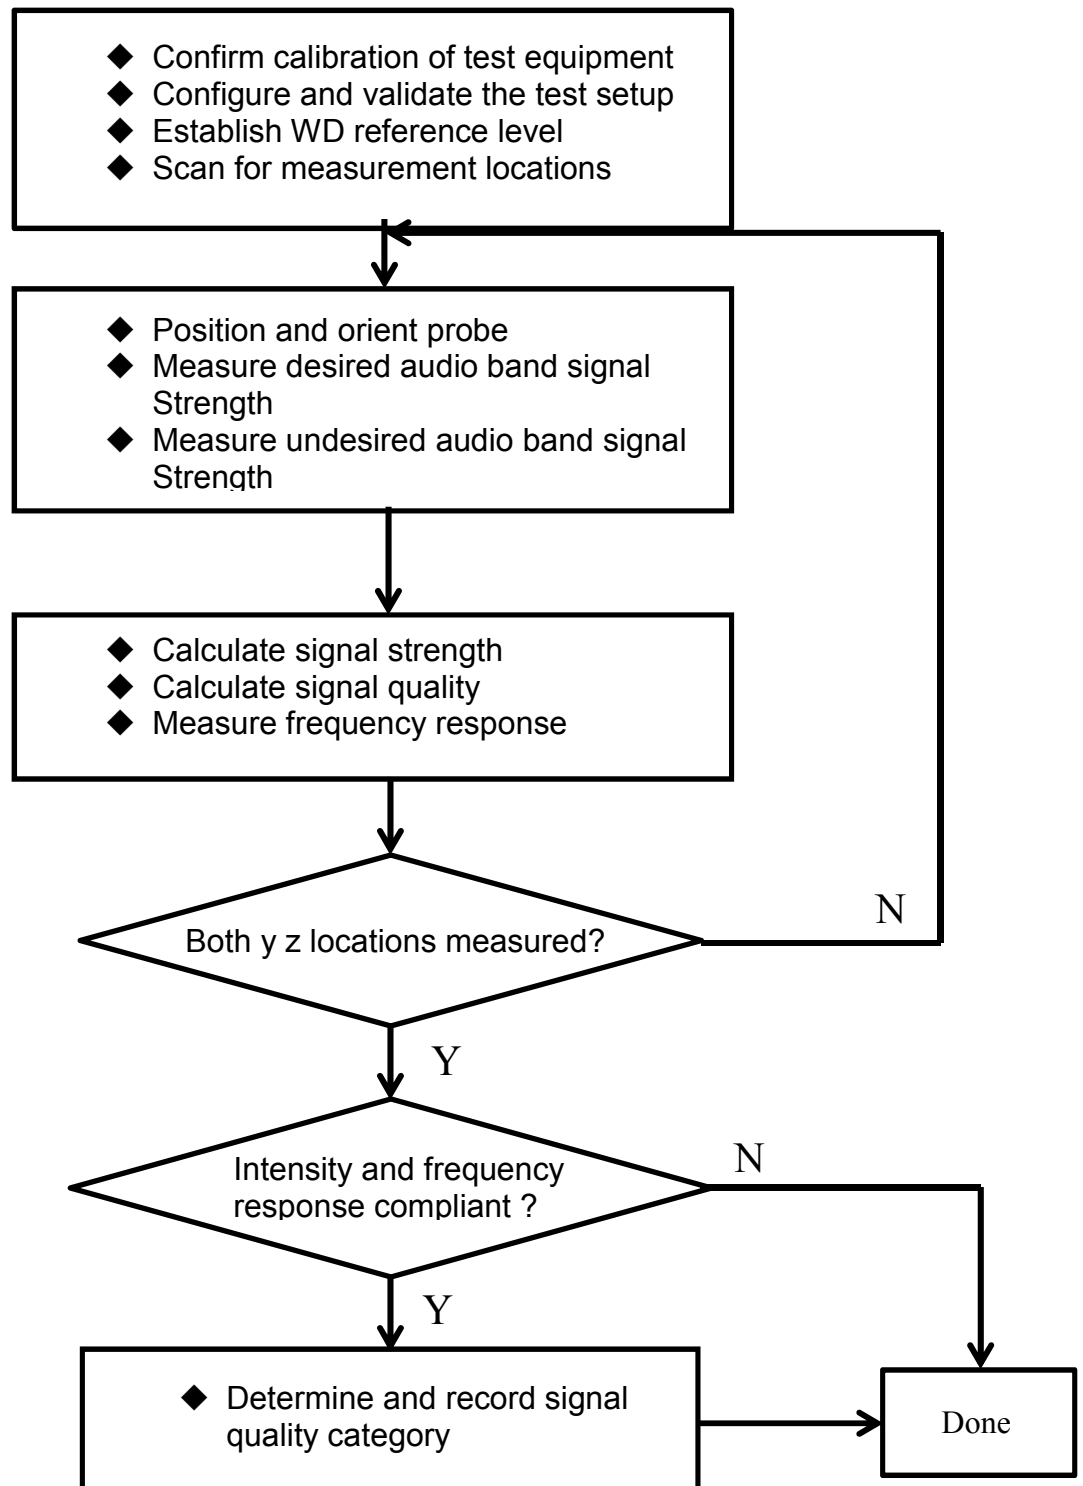 ◆ Confirm calibration of test equipment
◆ Configure and validate the test setup
◆ Establish WD reference level
◆ Scan for measurement locations
◆ Position and orient probe
◆ Measure desired audio band signal
Strength
◆ Measure undesired audio band signal
Strength
◆ Calculate signal strength
◆ Calculate signal quality
◆ Measure frequency response
Both y z locations measured?
N
Y
Intensity and frequency
response compliant ?
N
Y
◆ Determine and record signal
quality category
Done